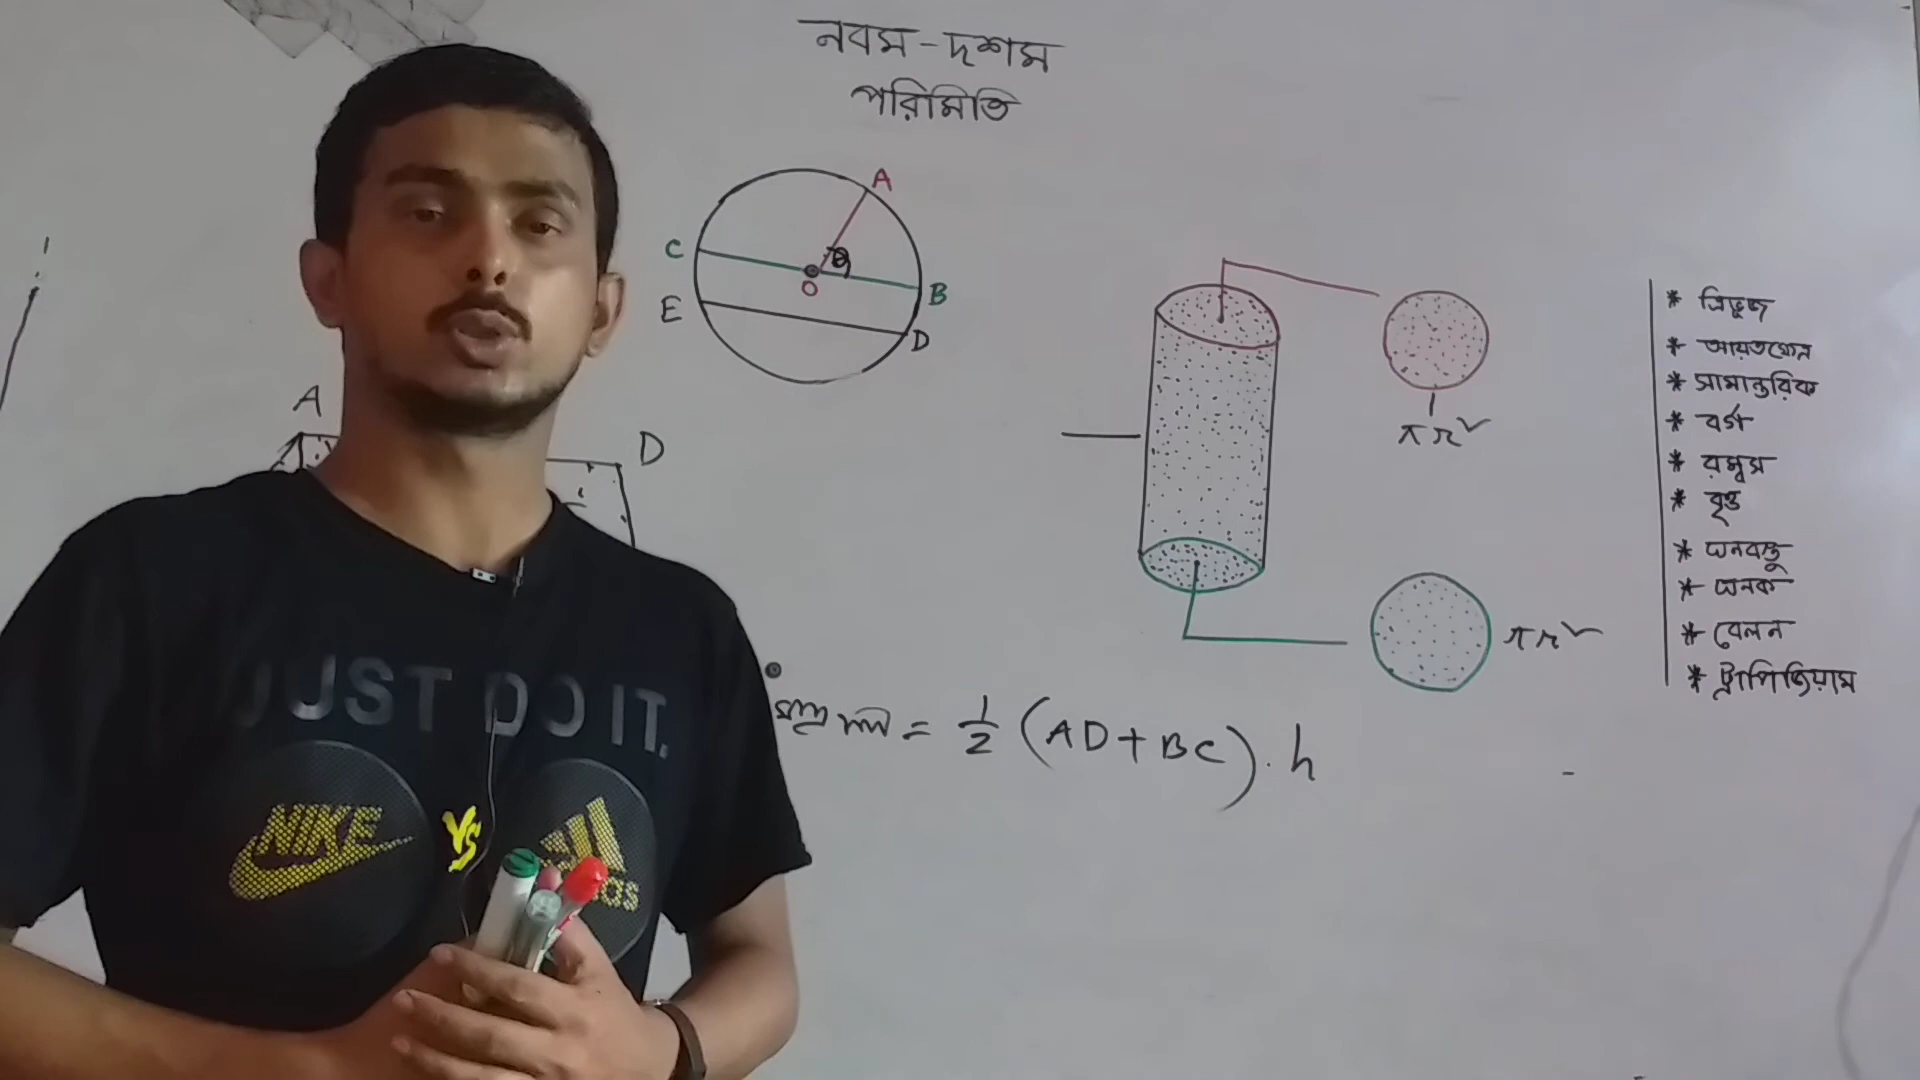 নবম-দশম
পরিমিতি
A
C
O
B
E
D
A
D
πr²
πr²
* ত্রিভুজ
* আয়তক্ষেত্র
* সামান্তরিক
* বর্গ
* রম্বস
* বৃত্ত
* ঘনবস্তু
* ঘনক
* বেলন
* ট্রাপিজিয়াম
= 1/2 (AD+BC).h
JUST DO IT.
NIKE
VS